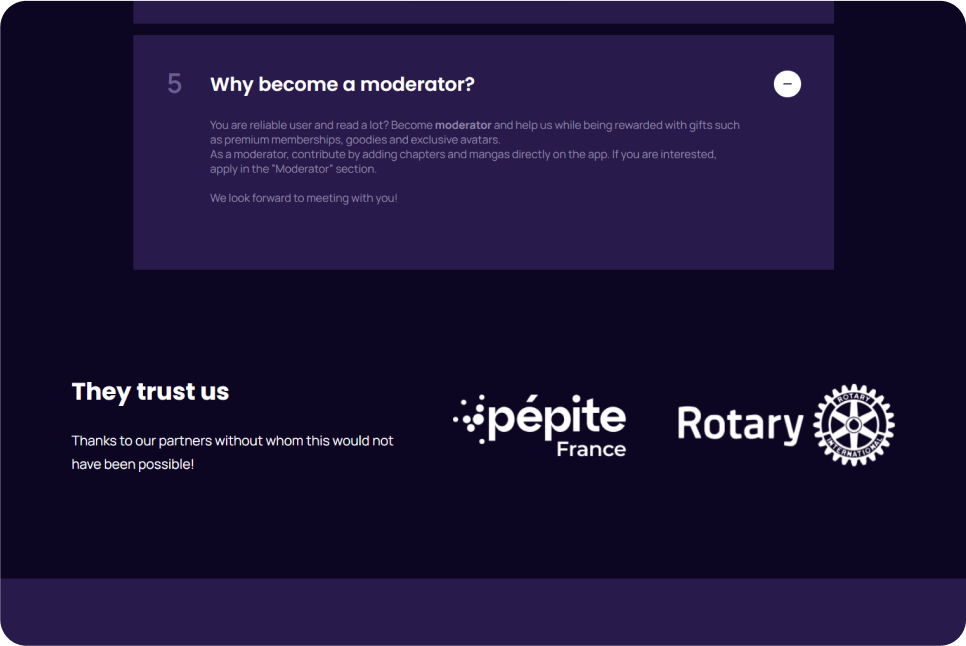 5
Why become a moderator?
You are reliable user and read a lot? Become moderator and help us while being rewarded with gifts such
as premium memberships, goodies and exclusive avatars.
As a moderator, contribute by adding chapters and mangas directly on the app. If you are interested,
apply in the "Moderator" section.
We look forward to meeting with you!
They trust us
Thanks to our partners without whom this would not
have been possible!
pépite
France
Rotary
ROTARY
INTERNATIONAL